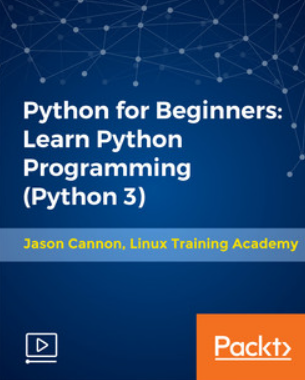 Python for Beginners:
Learn Python
Programming
(Python 3)
Jason Cannon, Linux Training Academy
Packt>